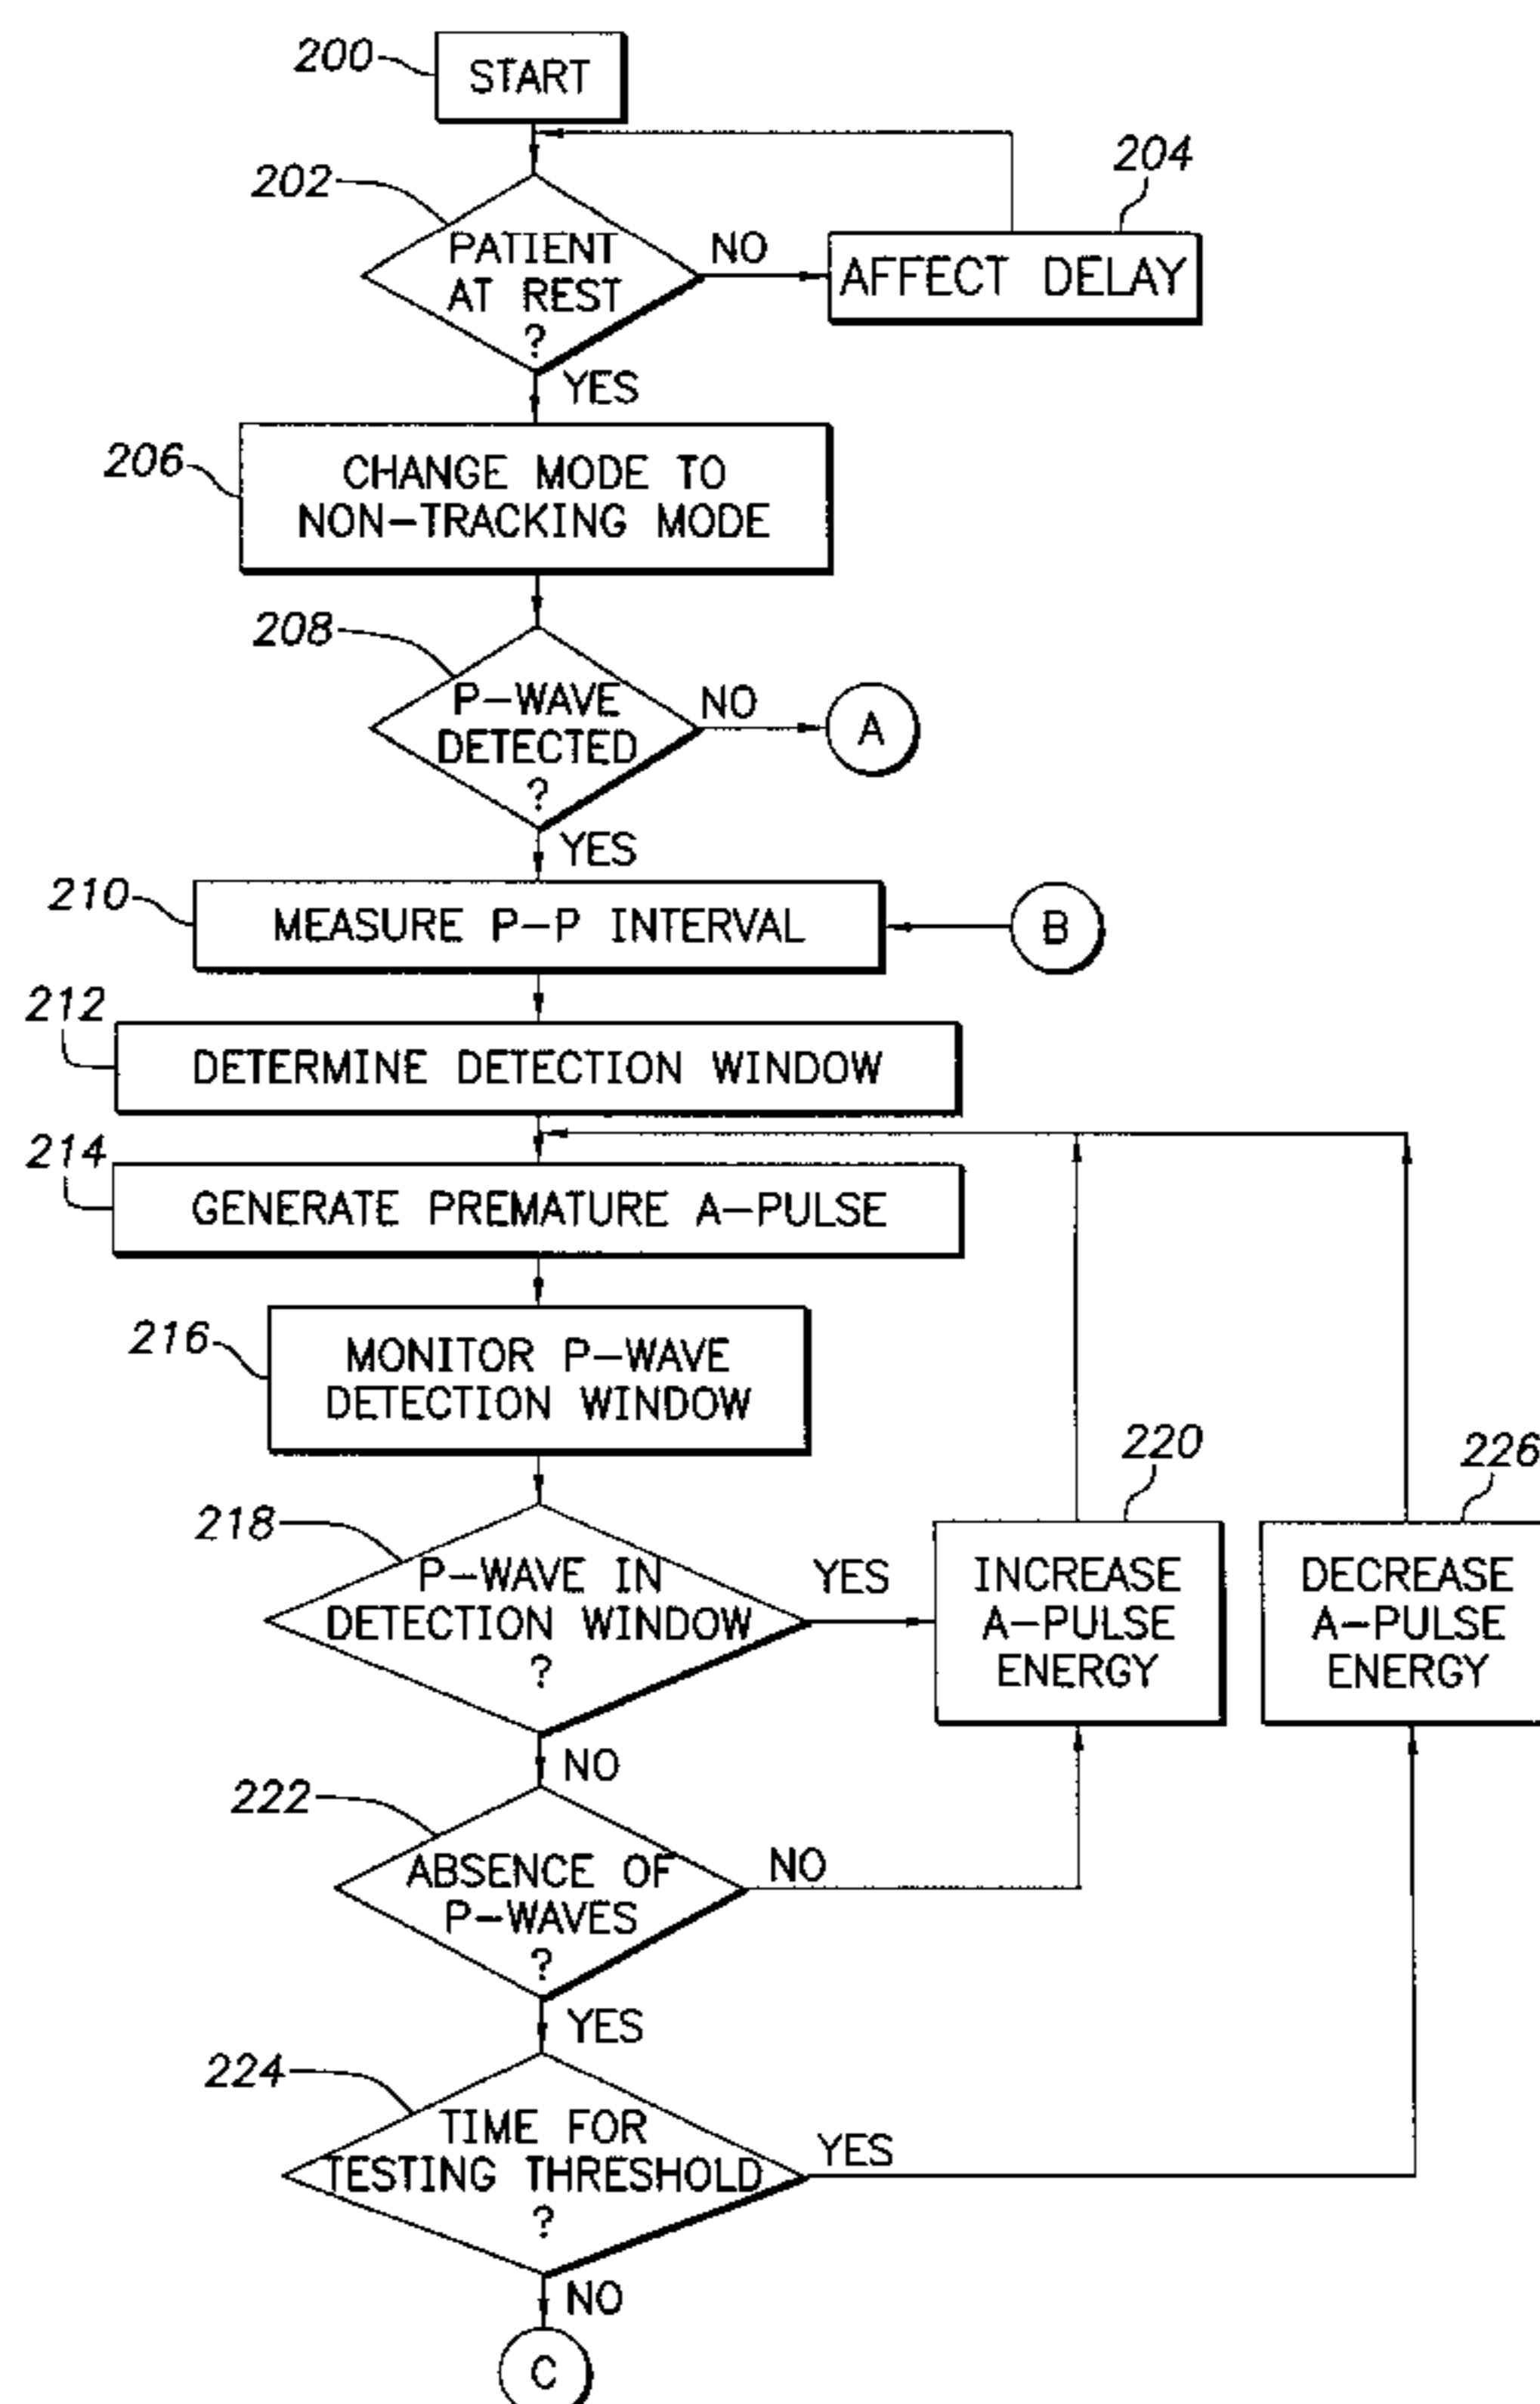 200
START
202
204
PATIENT
AT REST
?
NO
AFFECT DELAY
YES
206
CHANGE MODE TO
NON-TRACKING MODE
208
P-WAVE
DETECTED
?
NO
A
YES
210
MEASURE P-P INTERVAL
B
212
DETERMINE DETECTION WINDOW
214
GENERATE PREMATURE A-PULSE
216
MONITOR P-WAVE
DETECTION WINDOW
218
P-WAVE IN
DETECTION WINDOW
?
YES
220
INCREASE
A-PULSE
ENERGY
226
DECREASE
A-PULSE
ENERGY
NO
222
ABSENCE OF
P-WAVES
?
NO
YES
224
TIME FOR
TESTING THRESHOLD
?
YES
NO
C